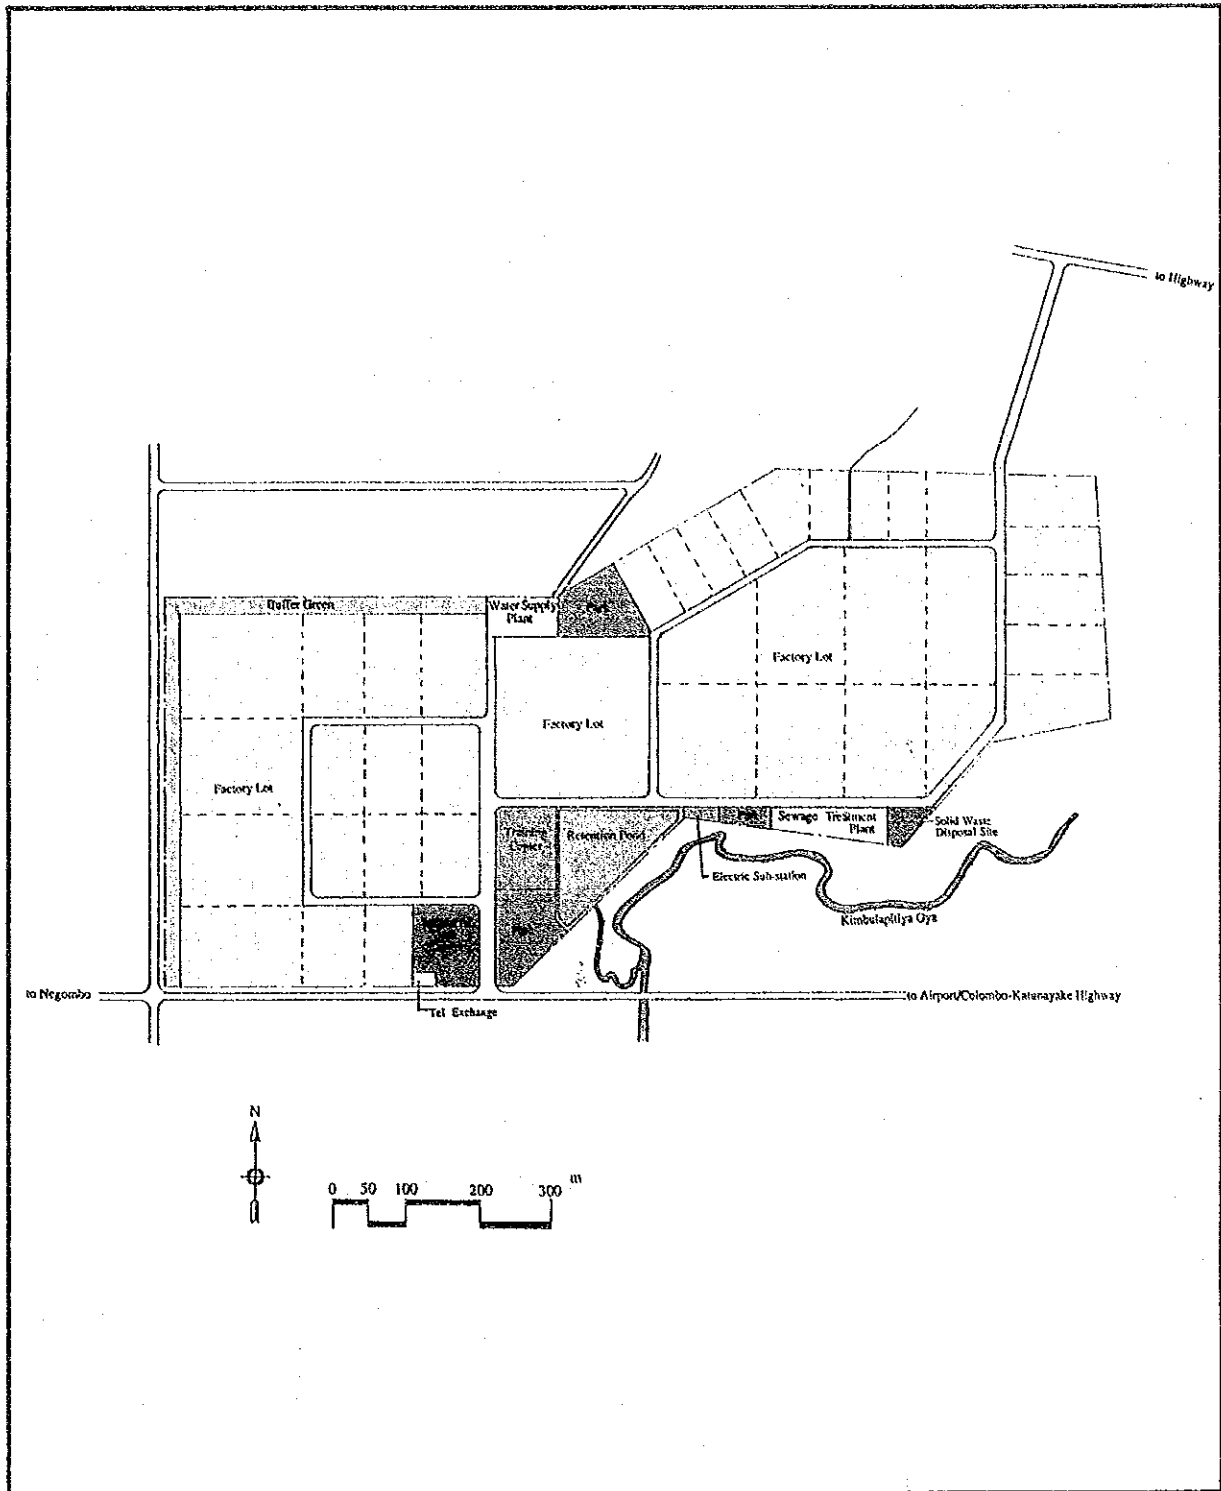 to Highway
Buffer Green
Water Supply
Plant
Park
Factory Lot
Factory Lot
Factory Lot
Training
Center
Retention Pond
Park
Sewage Treatment
Plant
Solid Waste
Disposal Site
Electric Sub-station
Park
Kimbulapitiya Oya
to Negombo
to Airport/Colombo-Katunayake Highway
Tel. Exchange
N
0 50 100 200 300 m